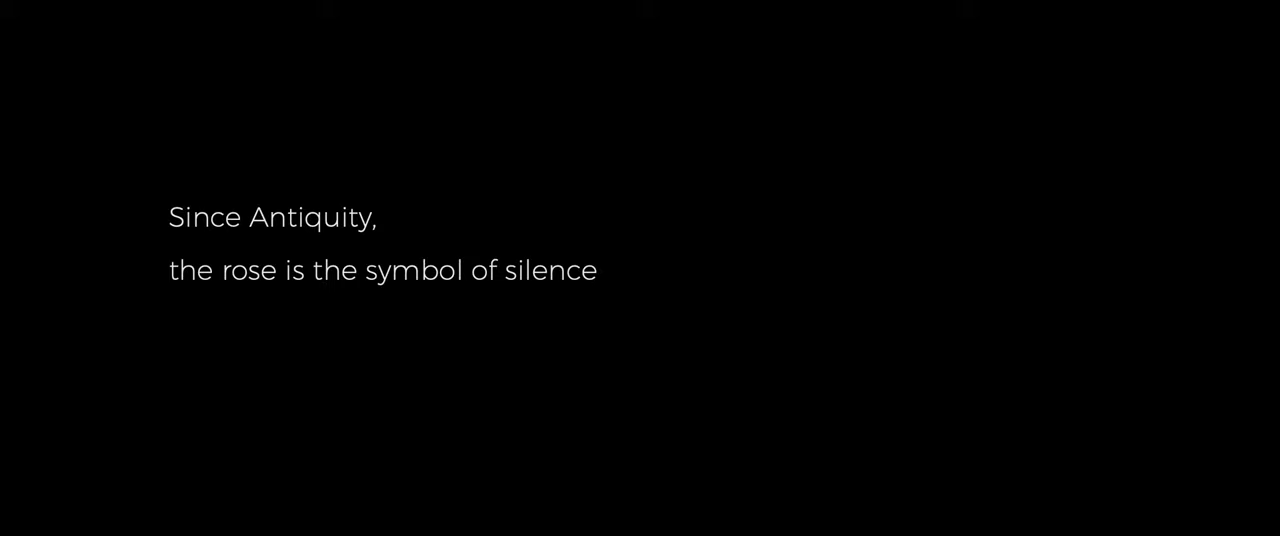 Since Antiquity,
the rose is the symbol of silence